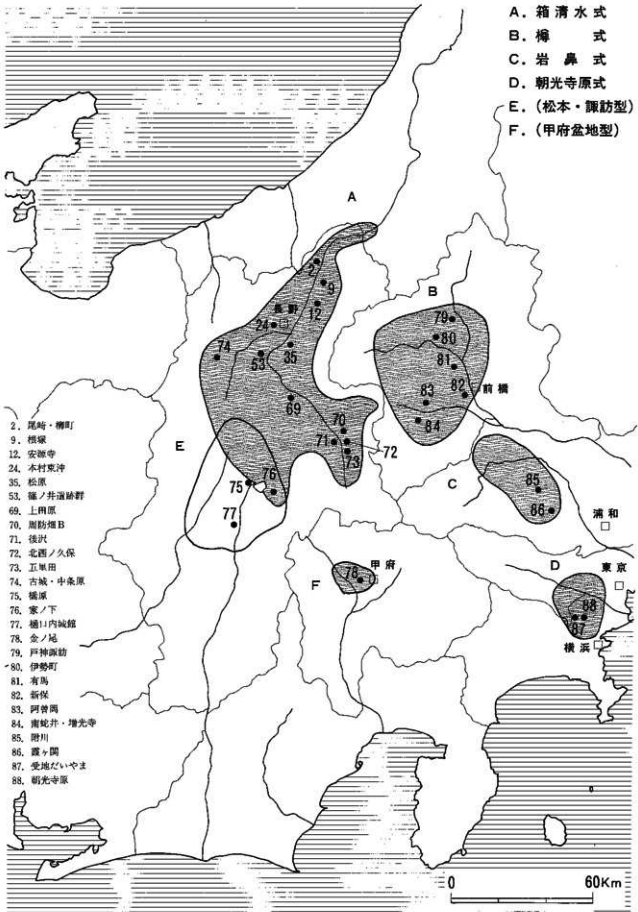 A．箱清水式
B．樽　　式
C．岩 鼻 式
D．朝光寺原式
E．(松本・諏訪型)
F．(甲府盆地型)
A
2
9
12
長野
24
74
53
35
69
70
71
72
73
E
75
76
77
B
79
80
81
82
前橋
83
84
C
85
86
浦和
F
78
甲府
D
東京
88
87
横浜
2．尾崎・柳町
9．根塚
12．安源寺
24．本村東沖
35．松原
53．篠ノ井遺跡群
69．上田原
70．周防畑B
71．後沢
72．北西ノ久保
73．五里田
74．古城・中条原
75．橋原
76．家ノ下
77．樋口内城館
78．金ノ尾
79．戸神諏訪
80．伊勢町
81．有馬
82．新保
83．阿曽岡
84．南蛇井・増光寺
85．附川
86．霞ヶ関
87．受地だいやま
88．朝光寺原
0
60Km